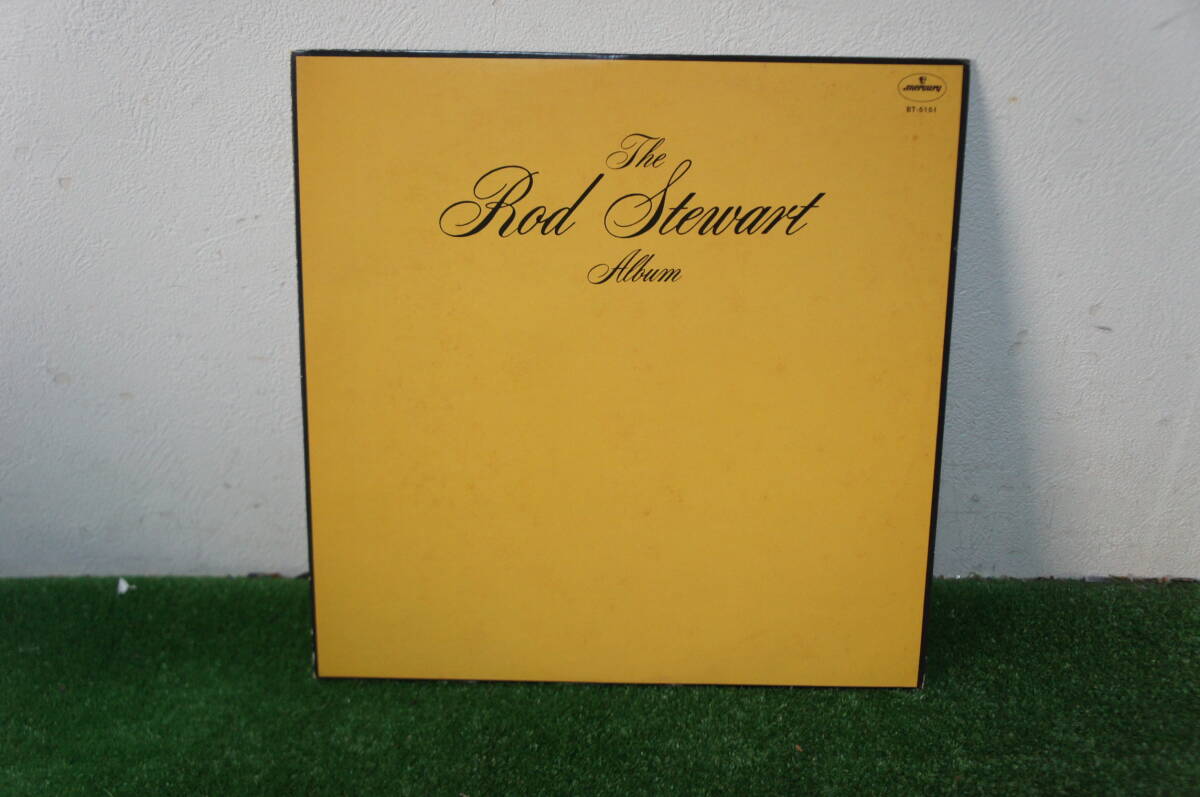 mercury
BT-5151
The
Rod Stewart
Album